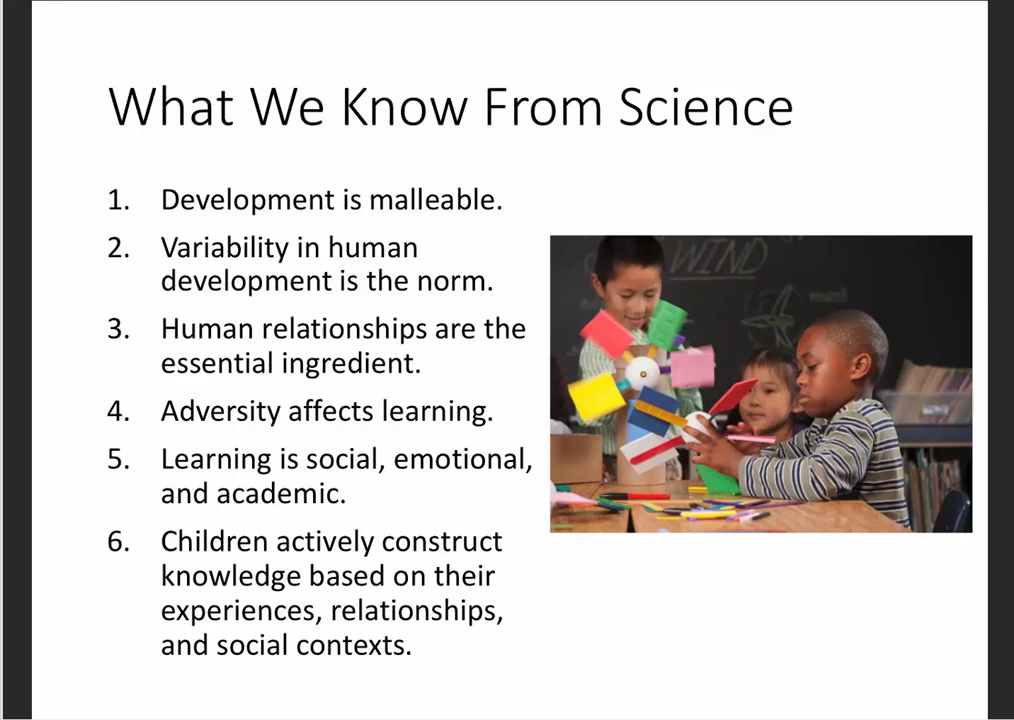 What We Know From Science
1. Development is malleable.
2. Variability in human
development is the norm.
3. Human relationships are the
essential ingredient.
4. Adversity affects learning.
5. Learning is social, emotional,
and academic.
6. Children actively construct
knowledge based on their
experiences, relationships,
and social contexts.
WIND